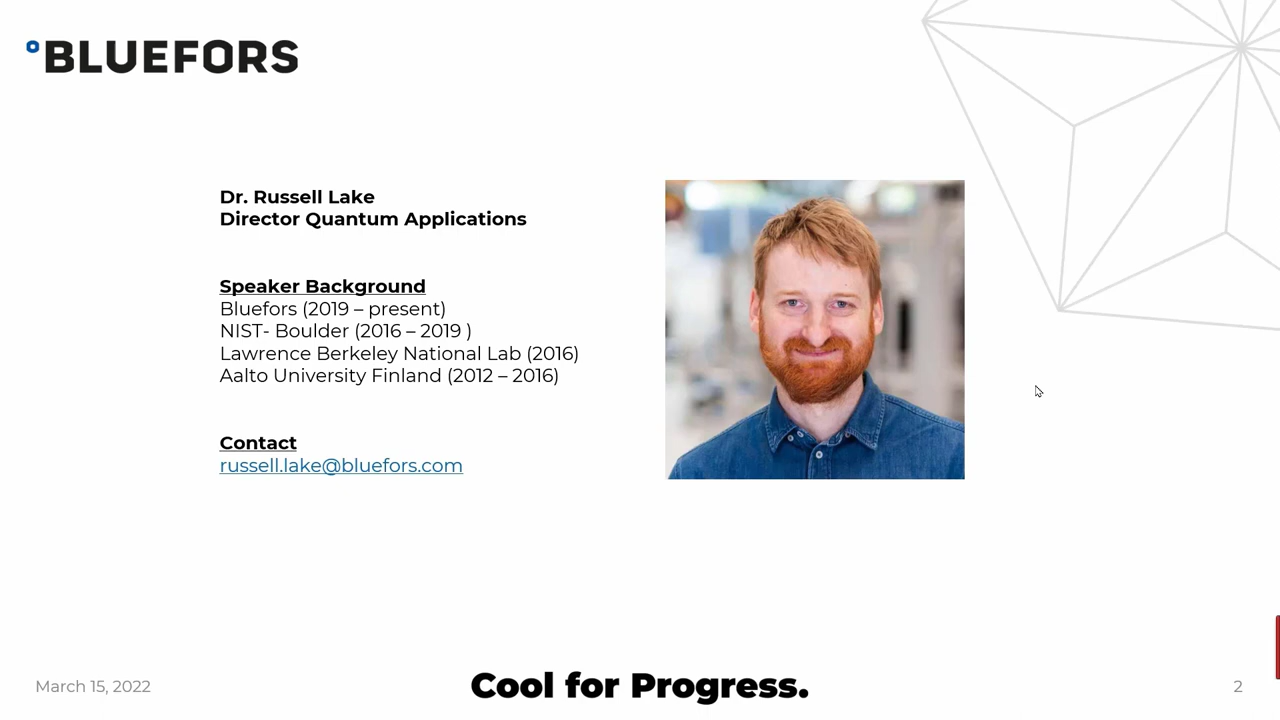 °BLUEFORS
Dr. Russell Lake
Director Quantum Applications
Speaker Background
Bluefors (2019 – present)
NIST- Boulder (2016 – 2019 )
Lawrence Berkeley National Lab (2016)
Aalto University Finland (2012 – 2016)
Contact
russell.lake@bluefors.com
March 15, 2022
Cool for Progress.
2